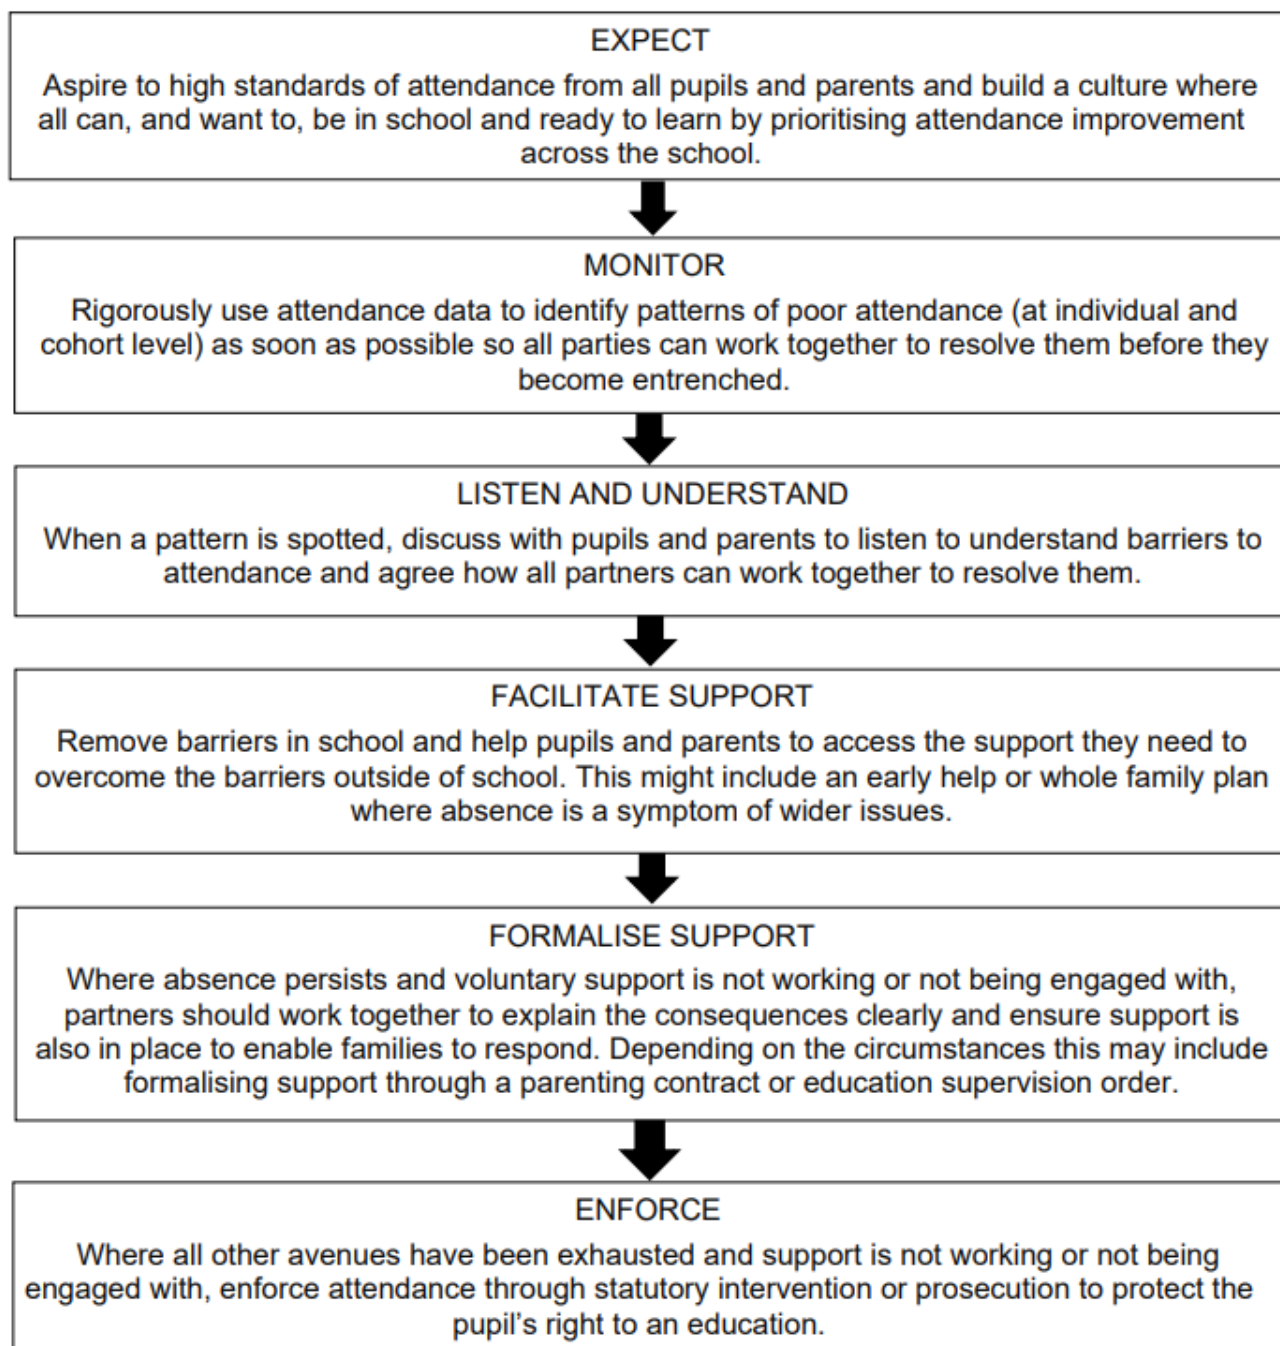 EXPECT
Aspire to high standards of attendance from all pupils and parents and build a culture where
all can, and want to, be in school and ready to learn by prioritising attendance improvement
across the school.
MONITOR
Rigorously use attendance data to identify patterns of poor attendance (at individual and
cohort level) as soon as possible so all parties can work together to resolve them before they
become entrenched.
LISTEN AND UNDERSTAND
When a pattern is spotted, discuss with pupils and parents to listen to understand barriers to
attendance and agree how all partners can work together to resolve them.
FACILITATE SUPPORT
Remove barriers in school and help pupils and parents to access the support they need to
overcome the barriers outside of school. This might include an early help or whole family plan
where absence is a symptom of wider issues.
FORMALISE SUPPORT
Where absence persists and voluntary support is not working or not being engaged with,
partners should work together to explain the consequences clearly and ensure support is
also in place to enable families to respond. Depending on the circumstances this may include
formalising support through a parenting contract or education supervision order.
ENFORCE
Where all other avenues have been exhausted and support is not working or not being
engaged with, enforce attendance through statutory intervention or prosecution to protect the
pupil’s right to an education.